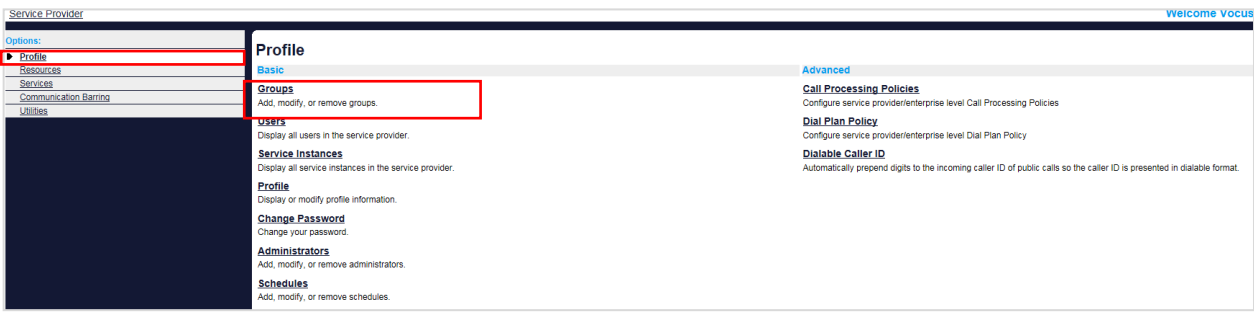 Service Provider
Welcome Vocus
Options:
Profile
Resources
Services
Communication Barring
Utilities
Profile
Basic
Groups
Add, modify, or remove groups.
Users
Display all users in the service provider.
Service Instances
Display all service instances in the service provider.
Profile
Display or modify profile information.
Change Password
Change your password.
Administrators
Add, modify, or remove administrators.
Schedules
Add, modify, or remove schedules.
Advanced
Call Processing Policies
Configure service provider/enterprise level Call Processing Policies
Dial Plan Policy
Configure service provider/enterprise level Dial Plan Policy
Dialable Caller ID
Automatically prepend digits to the incoming caller ID of public calls so the caller ID is presented in dialable format.